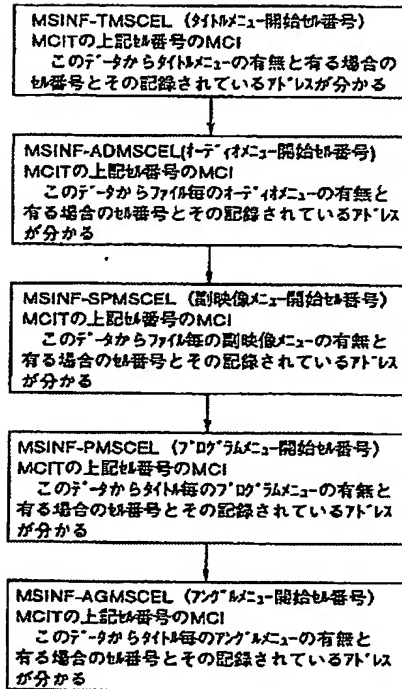 MSINF-TMSCEL (ﾀｲﾄﾙﾒﾆｭｰ開始ｾﾙ番号)
MCITの上記ｾﾙ番号のMCI
このﾃﾞｰﾀからﾀｲﾄﾙﾒﾆｭｰの有無と有る場合の
ｾﾙ番号とその記録されているｱﾄﾞﾚｽが分かる
MSINF-ADMSCEL(ｵｰﾃﾞｨｵﾒﾆｭｰ開始ｾﾙ番号)
MCITの上記ｾﾙ番号のMCI
このﾃﾞｰﾀからﾌｧｲﾙ毎のｵｰﾃﾞｨｵﾒﾆｭｰの有無と
有る場合のｾﾙ番号とその記録されているｱﾄﾞﾚｽ
が分かる
MSINF-SPMSCEL (副映像ﾒﾆｭｰ開始ｾﾙ番号)
MCITの上記ｾﾙ番号のMCI
このﾃﾞｰﾀからﾌｧｲﾙ毎の副映像ﾒﾆｭｰの有無と
有る場合のｾﾙ番号とその記録されているｱﾄﾞﾚｽ
が分かる
MSINF-PMSCEL (ﾌﾟﾛｸﾞﾗﾑﾒﾆｭｰ開始ｾﾙ番号)
MCITの上記ｾﾙ番号のMCI
このﾃﾞｰﾀからﾀｲﾄﾙ毎のﾌﾟﾛｸﾞﾗﾑﾒﾆｭｰの有無と
有る場合のｾﾙ番号とその記録されているｱﾄﾞﾚｽ
が分かる
MSINF-AGMSCEL (ｱﾝｸﾞﾙﾒﾆｭｰ開始ｾﾙ番号)
MCITの上記ｾﾙ番号のMCI
このﾃﾞｰﾀからﾀｲﾄﾙ毎のｱﾝｸﾞﾙﾒﾆｭｰの有無と
有る場合のｾﾙ番号とその記録されているｱﾄﾞﾚｽ
が分かる